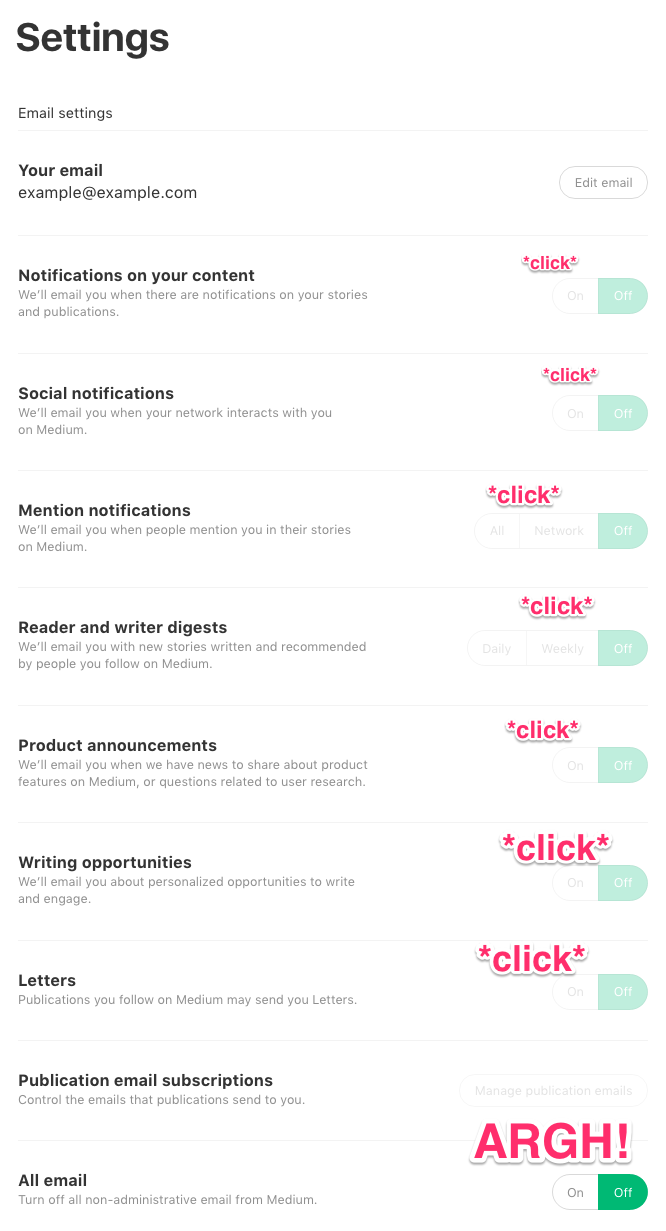 Settings
Email settings
Your email
example@example.com
Edit email
Notifications on your content
We’ll email you when there are notifications on your stories
and publications.
*click*
On Off
Social notifications
We’ll email you when your network interacts with you
on Medium.
*click*
On Off
Mention notifications
We’ll email you when people mention you in their stories
on Medium.
*click*
All Network Off
Reader and writer digests
We’ll email you with new stories written and recommended
by people you follow on Medium.
*click*
Daily Weekly Off
Product announcements
We’ll email you when we have news to share about product
features on Medium, or questions related to user research.
*click*
On Off
Writing opportunities
We’ll email you about personalized opportunities to write
and engage.
*click*
On Off
Letters
Publications you follow on Medium may send you Letters.
*click*
On Off
Publication email subscriptions
Control the emails that publications send to you.
Manage publication emails
ARGH!
All email
Turn off all non-administrative email from Medium.
On Off